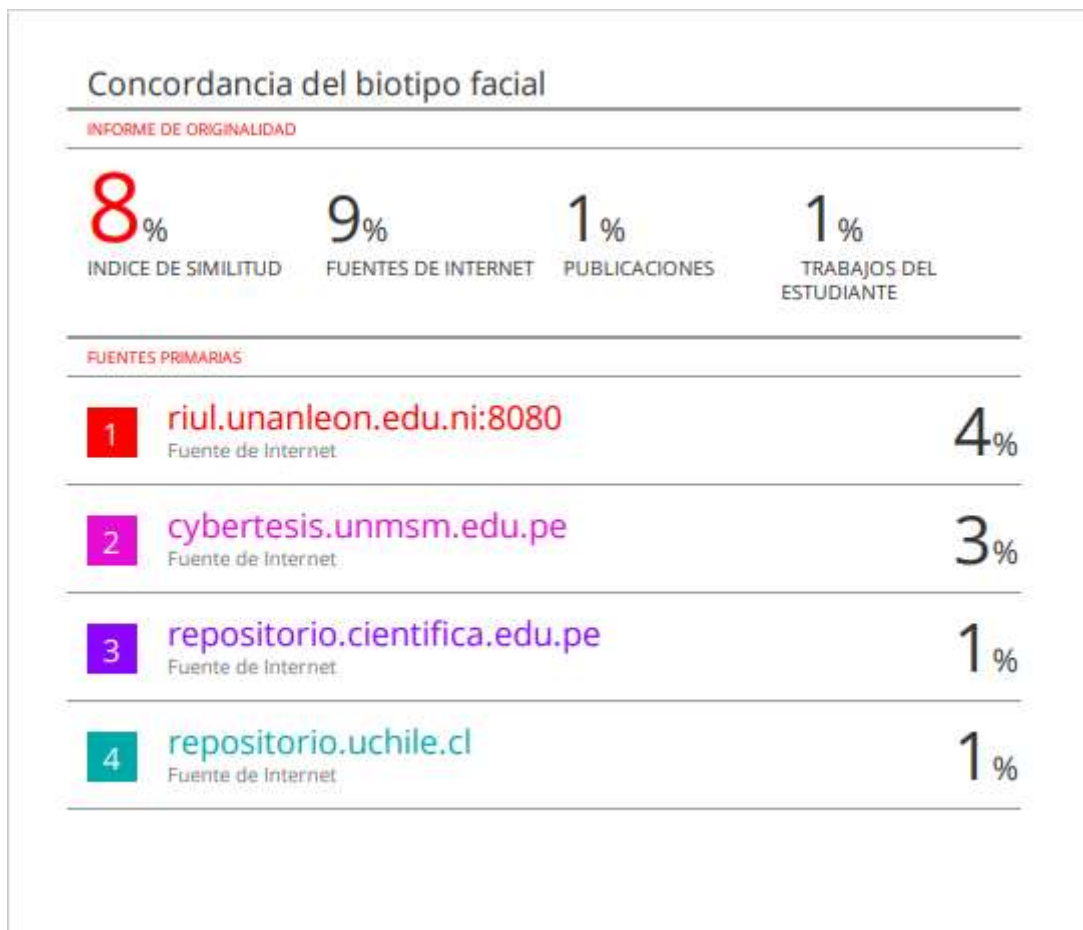 Concordancia del biotipo facial
INFORME DE ORIGINALIDAD
8%
INDICE DE SIMILITUD
9%
FUENTES DE INTERNET
1%
PUBLICACIONES
1%
TRABAJOS DEL
ESTUDIANTE
FUENTES PRIMARIAS
1
riul.unanleon.edu.ni:8080
Fuente de Internet
4%
2
cybertesis.unmsm.edu.pe
Fuente de Internet
3%
3
repositorio.cientifica.edu.pe
Fuente de Internet
1%
4
repositorio.uchile.cl
Fuente de Internet
1%